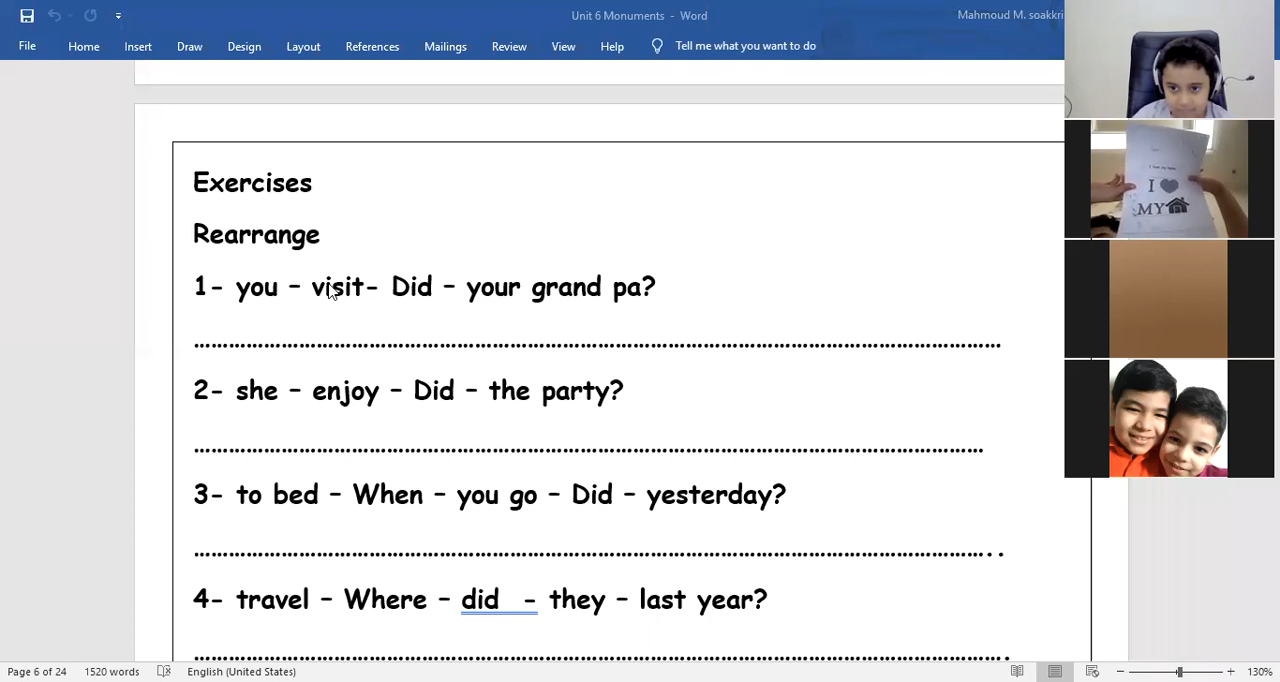 Unit 6 Monuments - Word
Mahmoud M. soakkri
File Home Insert Draw Design Layout References Mailings Review View Help Tell me what you want to do
Exercises
Rearrange
1- you – visit- Did – your grand pa?
2- she – enjoy – Did – the party?
3- to bed – When – you go – Did – yesterday?
4- travel – Where – did - they – last year?
I
MY
Page 6 of 24 1520 words English (United States) 130%